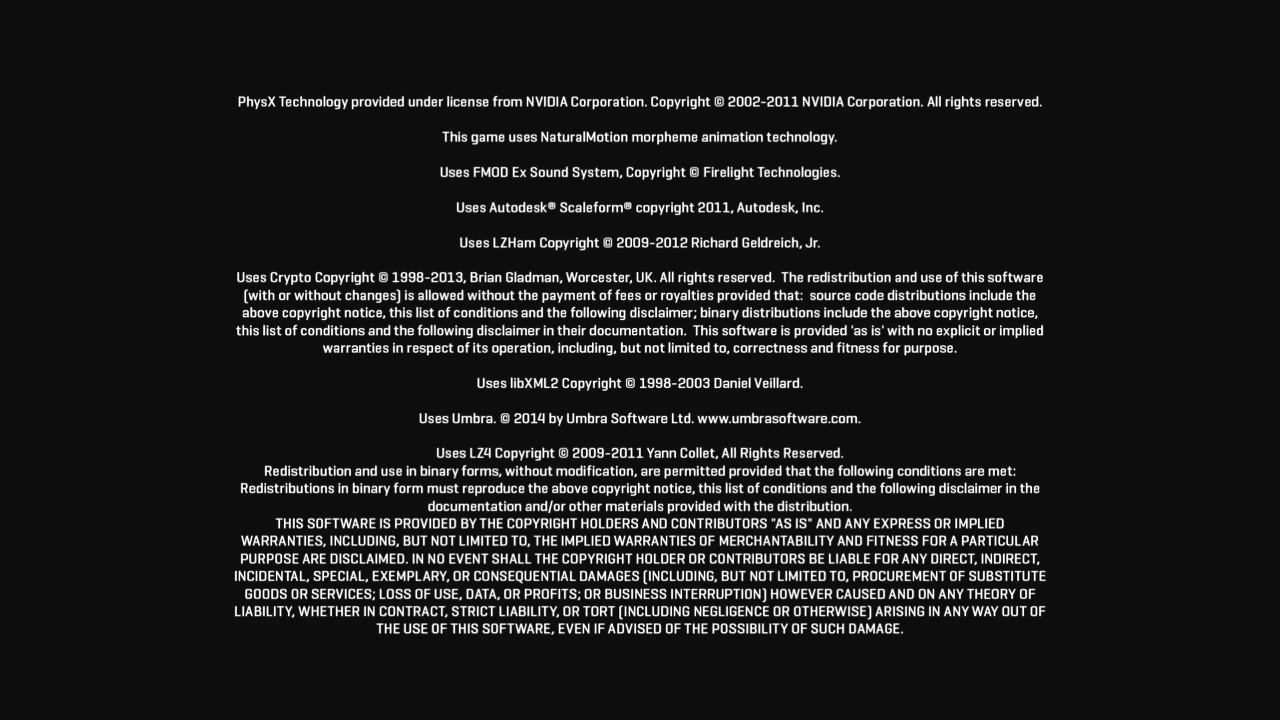 PhysX Technology provided under license from NVIDIA Corporation. Copyright © 2002-2011 NVIDIA Corporation. All rights reserved.
This game uses NaturalMotion morpheme animation technology.
Uses FMOD Ex Sound System, Copyright © Firelight Technologies.
Uses Autodesk® Scaleform® copyright 2011, Autodesk, Inc.
Uses LZHam Copyright © 2009-2012 Richard Geldreich, Jr.
Uses Crypto Copyright © 1998-2013, Brian Gladman, Worcester, UK. All rights reserved.  The redistribution and use of this software
(with or without changes) is allowed without the payment of fees or royalties provided that:  source code distributions include the
above copyright notice, this list of conditions and the following disclaimer; binary distributions include the above copyright notice,
this list of conditions and the following disclaimer in their documentation.  This software is provided 'as is' with no explicit or implied
warranties in respect of its operation, including, but not limited to, correctness and fitness for purpose.
Uses libXML2 Copyright © 1998-2003 Daniel Veillard.
Uses Umbra. © 2014 by Umbra Software Ltd. www.umbrasoftware.com.
Uses LZ4 Copyright © 2009-2011 Yann Collet, All Rights Reserved.
Redistribution and use in binary forms, without modification, are permitted provided that the following conditions are met:
Redistributions in binary form must reproduce the above copyright notice, this list of conditions and the following disclaimer in the
documentation and/or other materials provided with the distribution.
THIS SOFTWARE IS PROVIDED BY THE COPYRIGHT HOLDERS AND CONTRIBUTORS "AS IS" AND ANY EXPRESS OR IMPLIED
WARRANTIES, INCLUDING, BUT NOT LIMITED TO, THE IMPLIED WARRANTIES OF MERCHANTABILITY AND FITNESS FOR A PARTICULAR
PURPOSE ARE DISCLAIMED. IN NO EVENT SHALL THE COPYRIGHT HOLDER OR CONTRIBUTORS BE LIABLE FOR ANY DIRECT, INDIRECT,
INCIDENTAL, SPECIAL, EXEMPLARY, OR CONSEQUENTIAL DAMAGES (INCLUDING, BUT NOT LIMITED TO, PROCUREMENT OF SUBSTITUTE
GOODS OR SERVICES; LOSS OF USE, DATA, OR PROFITS; OR BUSINESS INTERRUPTION) HOWEVER CAUSED AND ON ANY THEORY OF
LIABILITY, WHETHER IN CONTRACT, STRICT LIABILITY, OR TORT (INCLUDING NEGLIGENCE OR OTHERWISE) ARISING IN ANY WAY OUT OF
THE USE OF THIS SOFTWARE, EVEN IF ADVISED OF THE POSSIBILITY OF SUCH DAMAGE.